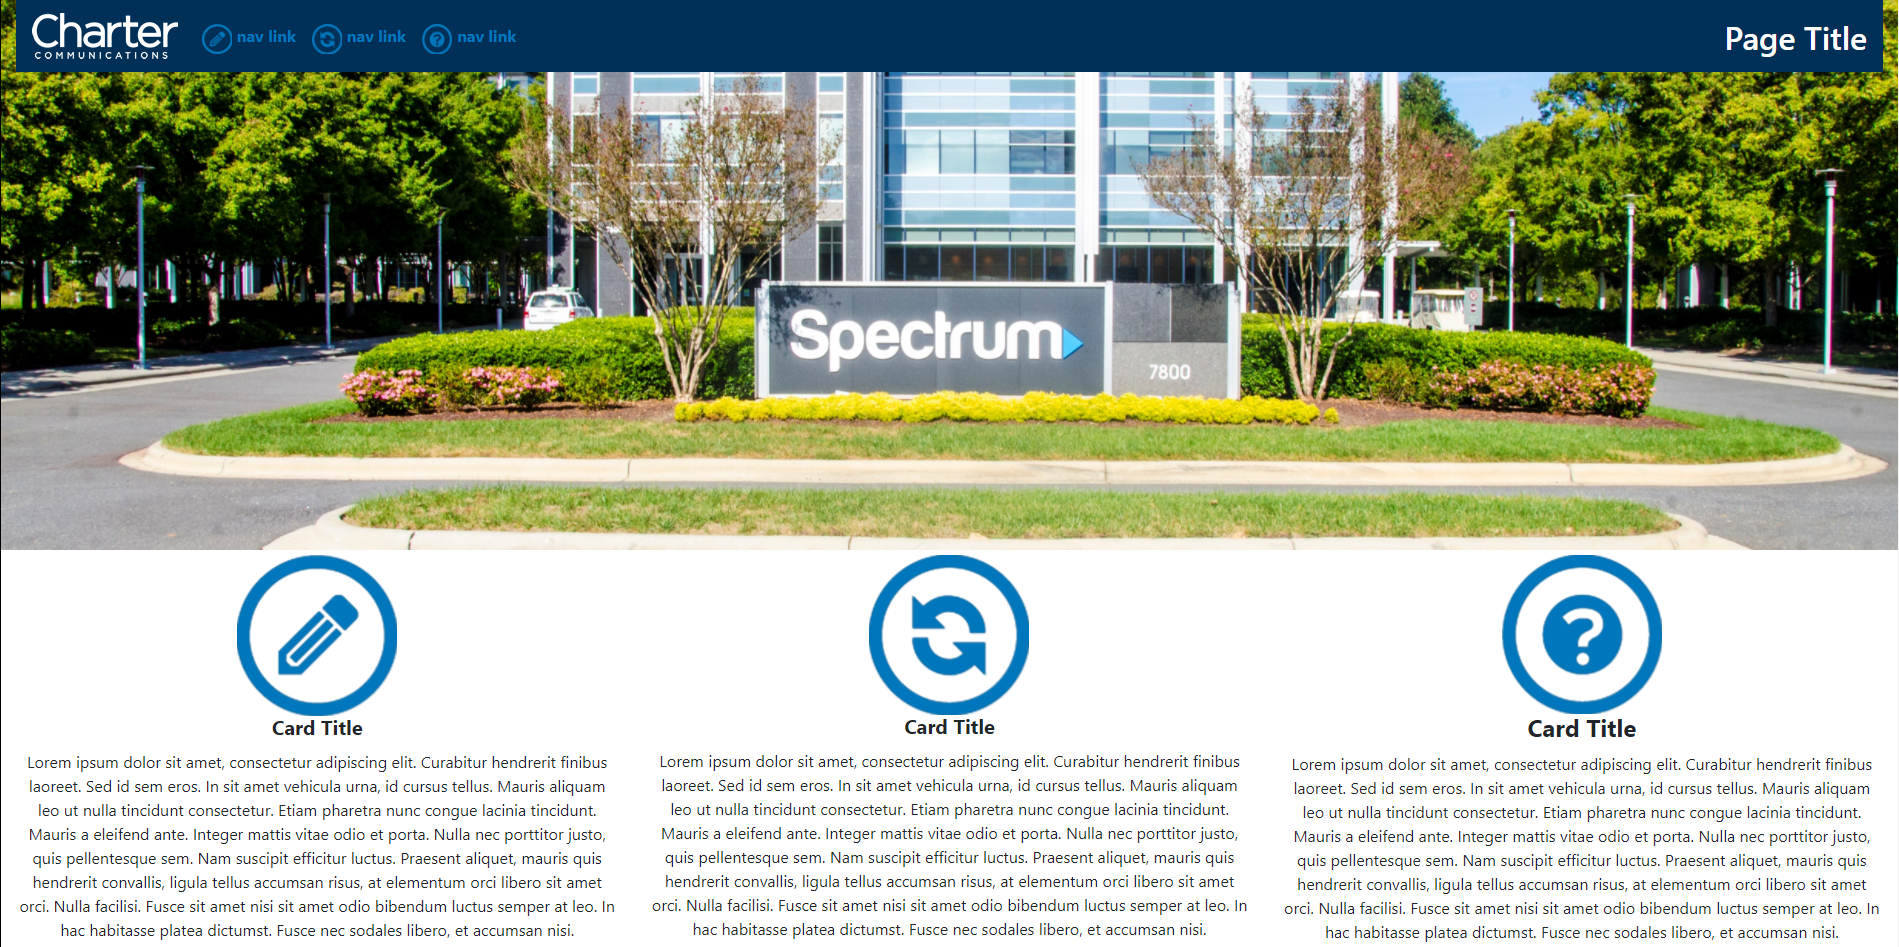 Charter
COMMUNICATIONS
nav link
nav link
nav link
Page Title
Spectrum
7800
Card Title
Lorem ipsum dolor sit amet, consectetur adipiscing elit. Curabitur hendrerit finibus
laoreet. Sed id sem eros. In sit amet vehicula urna, id cursus tellus. Mauris aliquam
leo ut nulla tincidunt consectetur. Etiam pharetra nunc congue lacinia tincidunt.
Mauris a eleifend ante. Integer mattis vitae odio et porta. Nulla nec porttitor justo,
quis pellentesque sem. Nam suscipit efficitur luctus. Praesent aliquet, mauris quis
hendrerit convallis, ligula tellus accumsan risus, at elementum orci libero sit amet
orci. Nulla facilisi. Fusce sit amet nisi sit amet odio bibendum luctus semper at leo. In
hac habitasse platea dictumst. Fusce nec sodales libero, et accumsan nisi.
Card Title
Lorem ipsum dolor sit amet, consectetur adipiscing elit. Curabitur hendrerit finibus
laoreet. Sed id sem eros. In sit amet vehicula urna, id cursus tellus. Mauris aliquam
leo ut nulla tincidunt consectetur. Etiam pharetra nunc congue lacinia tincidunt.
Mauris a eleifend ante. Integer mattis vitae odio et porta. Nulla nec porttitor justo,
quis pellentesque sem. Nam suscipit efficitur luctus. Praesent aliquet, mauris quis
hendrerit convallis, ligula tellus accumsan risus, at elementum orci libero sit amet
orci. Nulla facilisi. Fusce sit amet nisi sit amet odio bibendum luctus semper at leo. In
hac habitasse platea dictumst. Fusce nec sodales libero, et accumsan nisi.
Card Title
Lorem ipsum dolor sit amet, consectetur adipiscing elit. Curabitur hendrerit finibus
laoreet. Sed id sem eros. In sit amet vehicula urna, id cursus tellus. Mauris aliquam
leo ut nulla tincidunt consectetur. Etiam pharetra nunc congue lacinia tincidunt.
Mauris a eleifend ante. Integer mattis vitae odio et porta. Nulla nec porttitor justo,
quis pellentesque sem. Nam suscipit efficitur luctus. Praesent aliquet, mauris quis
hendrerit convallis, ligula tellus accumsan risus, at elementum orci libero sit amet
orci. Nulla facilisi. Fusce sit amet nisi sit amet odio bibendum luctus semper at leo. In
hac habitasse platea dictumst. Fusce nec sodales libero, et accumsan nisi.